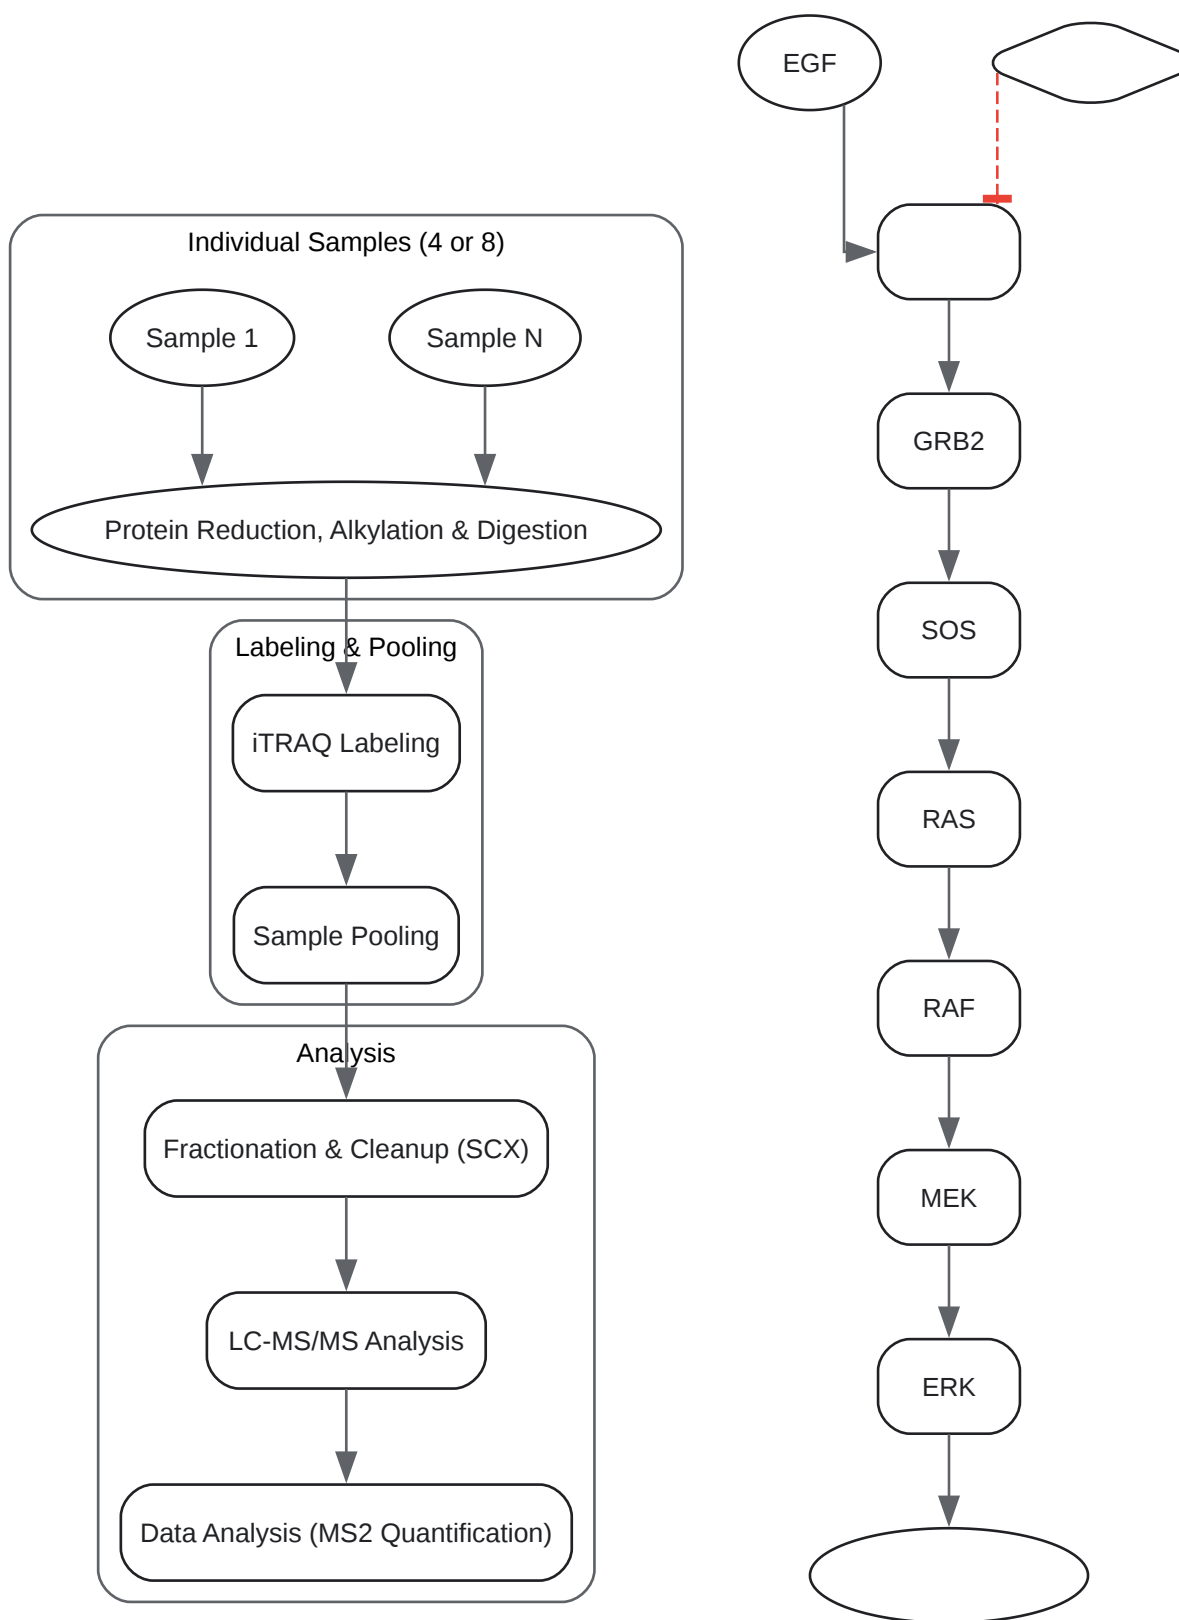 Individual Samples (4 or 8)
Sample 1
Sample N
Protein Reduction, Alkylation & Digestion
Labeling & Pooling
iTRAQ Labeling
Sample Pooling
Analysis
Fractionation & Cleanup (SCX)
LC-MS/MS Analysis
Data Analysis (MS2 Quantification)
EGF
GRB2
SOS
RAS
RAF
MEK
ERK